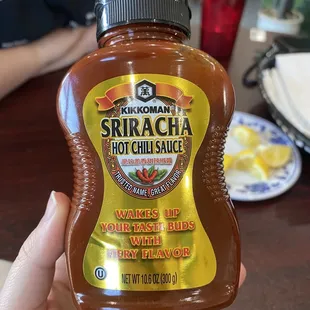 SRIRACHA
KIKKOMAN
SRIRACHA
HOT CHILI SAUCE
TRUSTED NAME, GREAT FLAVOR
WAKES UP
YOUR TASTE BUDS
WITH
FIERY FLAVOR
U
NET WT 10.6 OZ (300 g)